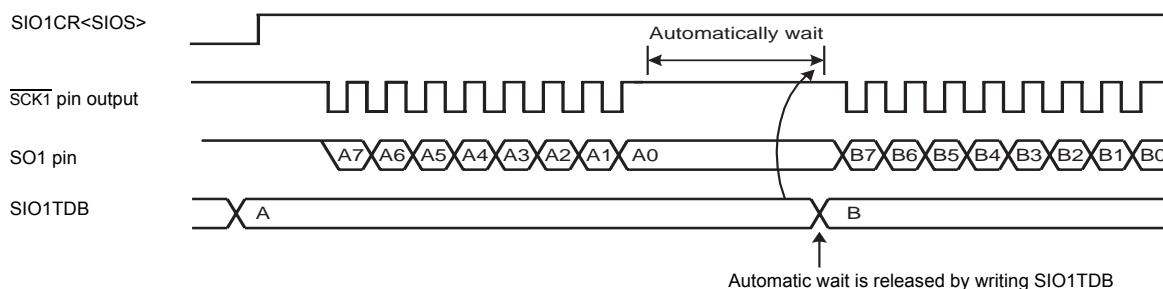 SIO1CR<SIOS>
Automatically wait
SCK1 pin output
SO1 pin
A7 A6 A5 A4 A3 A2 A1 A0 B7 B6 B5 B4 B3 B2 B1 B0
SIO1TDB
A B
Automatic wait is released by writing SIO1TDB